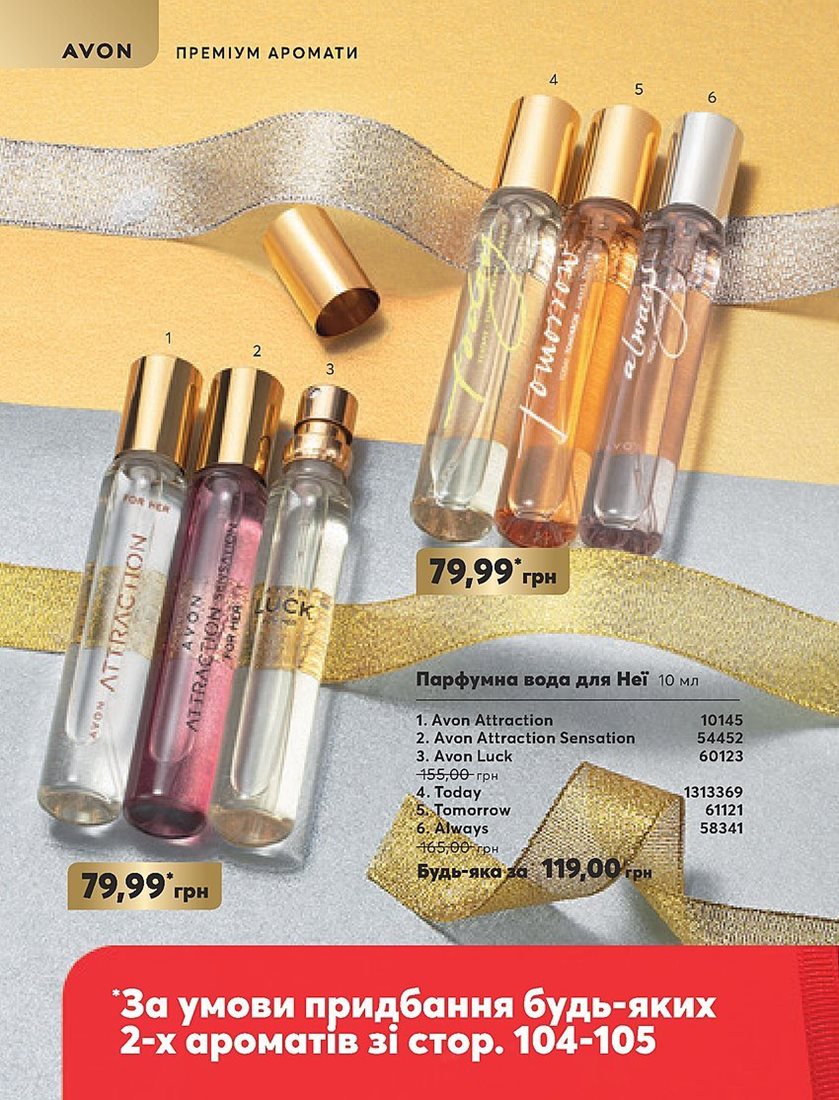 AVON
ПРЕМІУМ АРОМАТИ
4
5
6
Today
Tomorrow
always
AVON
1
2
3
FOR HER
ATTRACTION
AVON
AVON
ATTRACTION SENSATION
FOR HER
LUCK
79,99* грн
Парфумна вода для Неї 10 мл
1. Avon Attraction 10145
2. Avon Attraction Sensation 54452
3. Avon Luck 60123
155,00 грн
4. Today 1313369
5. Tomorrow 61121
6. Always 58341
165,00 грн
Будь-яка за 119,00 грн
79,99* грн
*За умови придбання будь-яких
2-х ароматів зі стор. 104-105